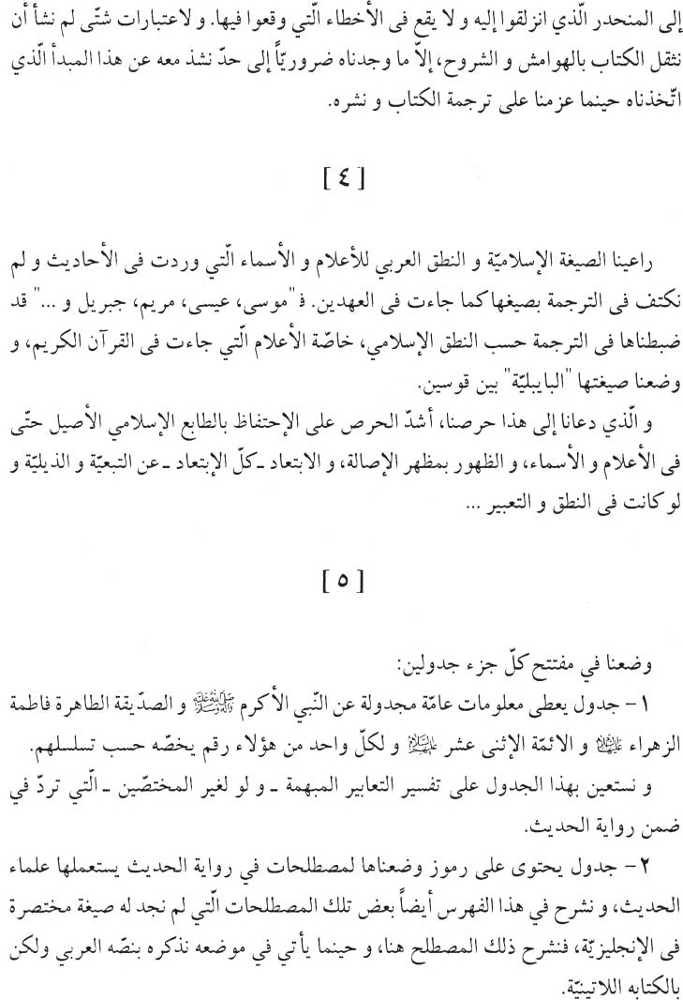 إلى المنحدر الّذي انزلقوا إليه و لا يقع فى الأخطاء الّتي وقعوا فيها. و لاعتبارات شتّى لم نشأ أن
نثقل الكتاب بالهوامش و الشروح، إلاّ ما وجدناه ضروريّاً إلى حدّ نشذ معه عن هذا المبدأ الّذي
اتّخذناه حينما عزمنا على ترجمة الكتاب و نشره.
[ ٤ ]
راعينا الصيغة الإسلاميّة و النطق العربي للأعلام و الأسماء الّتي وردت فى الأحاديث و لم
نكتف فى الترجمة بصيغها كما جاءت فى العهدين. فـ "موسى، عيسى، مريم، جبريل و ..." قد
ضبطناها فى الترجمة حسب النطق الإسلامي، خاصّة الأعلام الّتي جاءت فى القرآن الكريم، و
وضعنا صيغتها "البايبليّة" بين قوسين.
و الّذي دعانا إلى هذا حرصنا، أشدّ الحرص على الإحتفاظ بالطابع الإسلامي الأصيل حتّى
فى الأعلام و الأسماء، و الظهور بمظهر الإصالة، و الابتعاد ـ كلّ الإبتعاد ـ عن التبعيّة و الذيليّة و
لو كانت فى النطق و التعبير ...
[ ٥ ]
وضعنا في مفتتح كلّ جزء جدولين:
١- جدول يعطى معلومات عامّة مجدولة عن النّبي الأكرم صلى الله عليه وآله وسلم و الصدّيقة الطاهرة فاطمة
الزهراء عليها السلام و الائمّة الإثنى عشر عليهم السلام و لكلّ واحد من هؤلاء رقم يخصّه حسب تسلسلهم.
و نستعين بهذا الجدول على تفسير التعابير المبهمة ـ و لو لغير المختصّين ـ الّتي تردّ في
ضمن رواية الحديث.
٢- جدول يحتوى على رموز وضعناها لمصطلحات في رواية الحديث يستعملها علماء
الحديث، و نشرح في هذا الفهرس أيضاً بعض تلك المصطلحات الّتي لم نجد له صيغة مختصرة
فى الإنجليزيّة، فنشرح ذلك المصطلح هنا، و حينما يأتي في موضعه نذكره بنصّه العربي ولكن
بالكتابه اللاتينيّة.